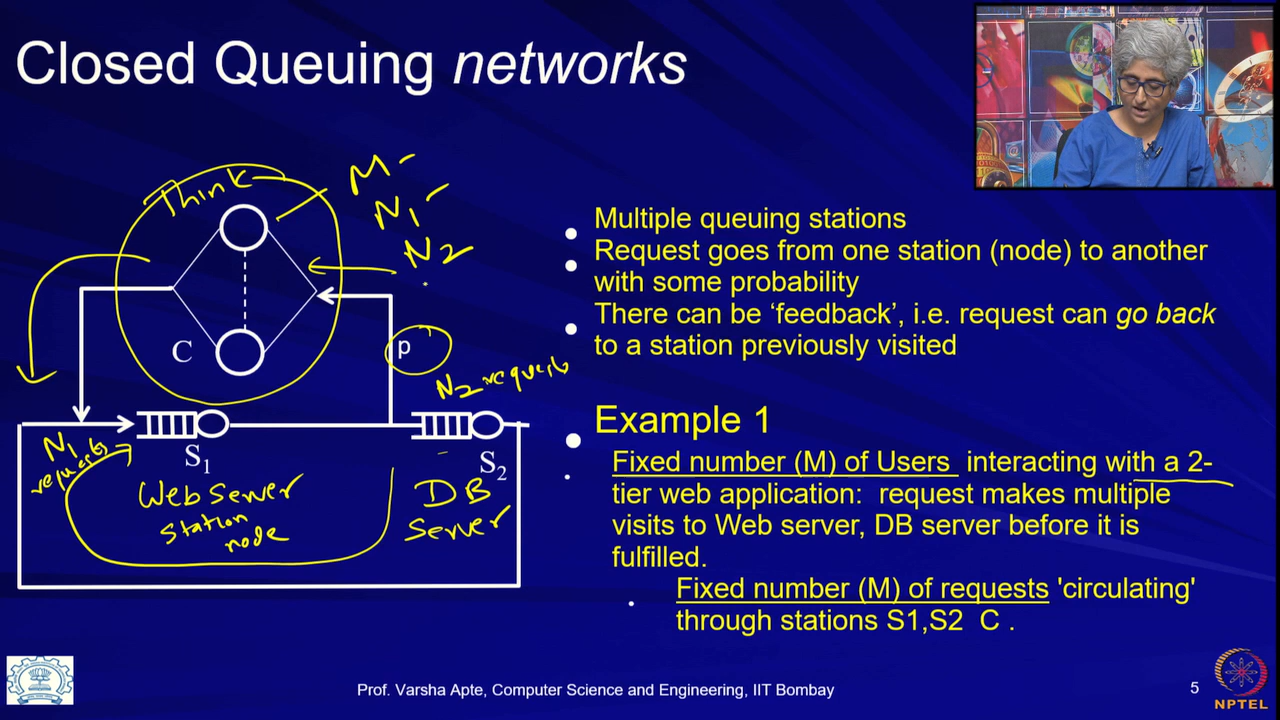 Closed Queuing networks
Think
M -
N1 -
N2
C
p
N2 requests
N1
requests
S1
S2
Web Server
Station
node
DB
Server
Multiple queuing stations
Request goes from one station (node) to another
with some probability
There can be ‘feedback’, i.e. request can go back
to a station previously visited
Example 1
Fixed number (M) of Users interacting with a 2-
tier web application: request makes multiple
visits to Web server, DB server before it is
fulfilled.
Fixed number (M) of requests 'circulating'
through stations S1,S2 C .
Prof. Varsha Apte, Computer Science and Engineering, IIT Bombay
5
NPTEL